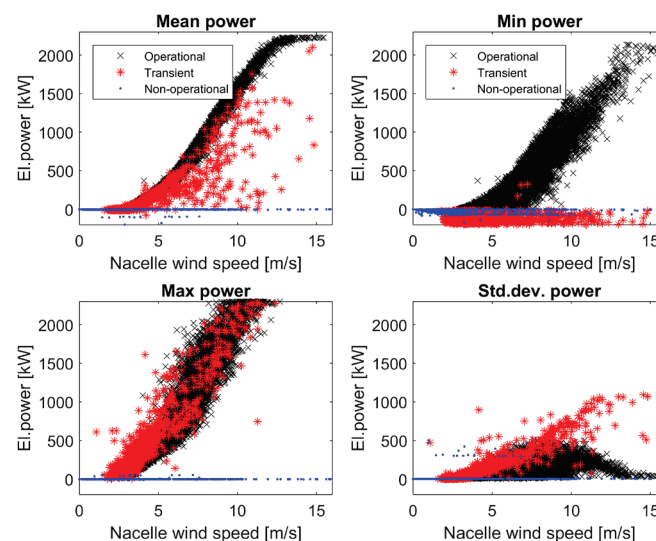 Mean power
El.power [kW]
2000
1500
1000
500
0
Operational
Transient
Non-operational
0 5 10 15
Nacelle wind speed [m/s]
Min power
El.power [kW]
2000
1500
1000
500
0
Operational
Transient
Non-operational
0 5 10 15
Nacelle wind speed [m/s]
Max power
El.power [kW]
2000
1500
1000
500
0
0 5 10 15
Nacelle wind speed [m/s]
Std.dev. power
El.power [kW]
2000
1500
1000
500
0
0 5 10 15
Nacelle wind speed [m/s]